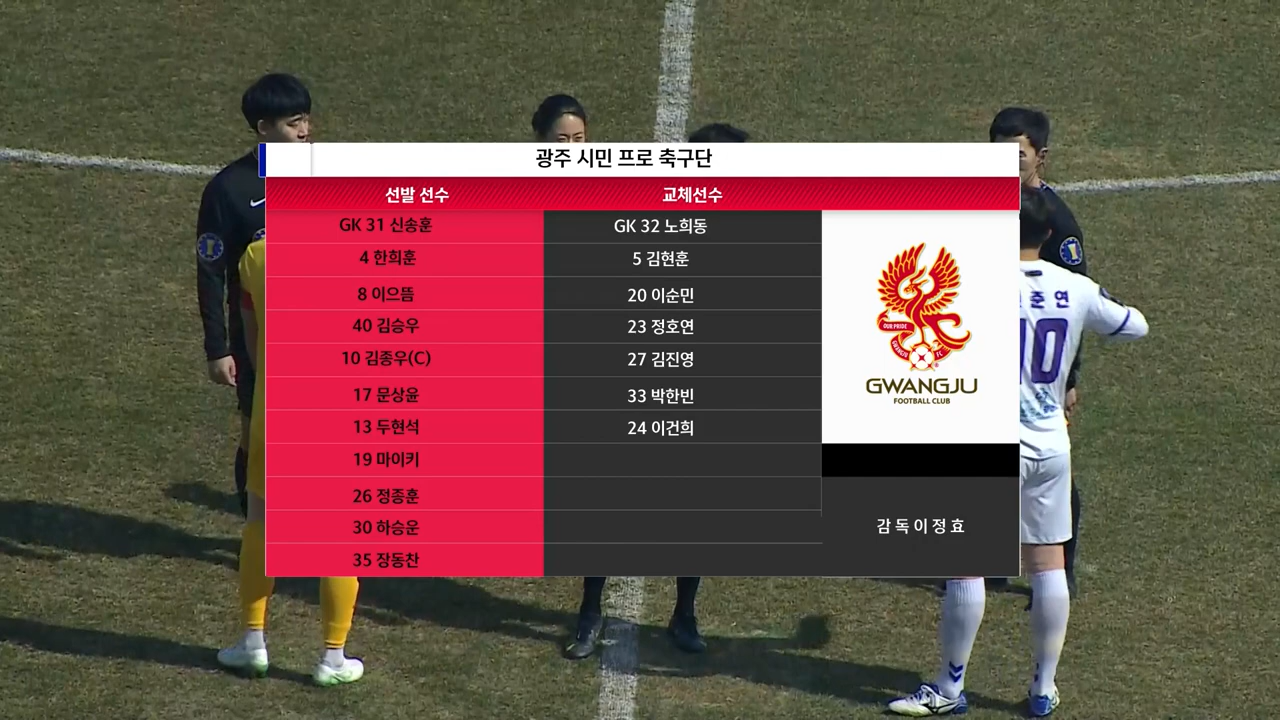 광주 시민 프로 축구단
선발 선수
교체선수
GK 31 신송훈
GK 32 노희동
4 한희훈
5 김현훈
8 이으뜸
20 이순민
40 김승우
23 정호연
10 김종우(C)
27 김진영
17 문상윤
33 박한빈
13 두현석
24 이건희
19 마이키
26 정종훈
30 하승운
35 장동찬
OUR PRIDE
GWANGJU FC
GWANGJU
FOOTBALL CLUB
감 독 이 정 효
준 연
10